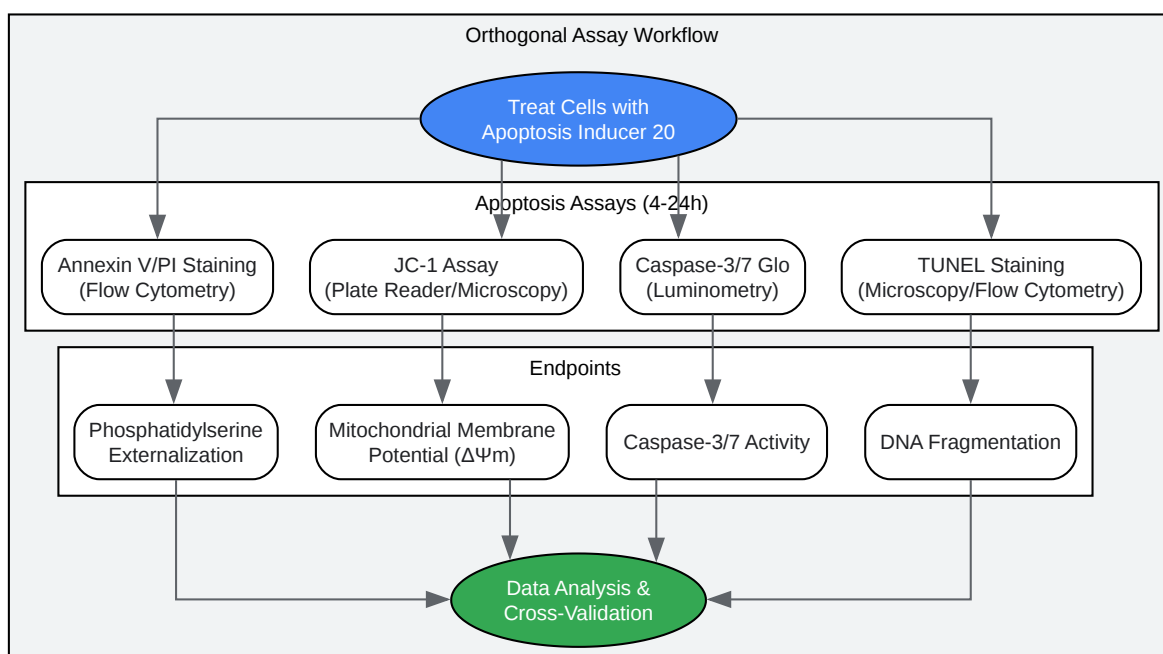 Orthogonal Assay Workflow
Treat Cells with
Apoptosis Inducer 20
Apoptosis Assays (4-24h)
Annexin V/PI Staining
(Flow Cytometry)
JC-1 Assay
(Plate Reader/Microscopy)
Caspase-3/7 Glo
(Luminometry)
TUNEL Staining
(Microscopy/Flow Cytometry)
Endpoints
Phosphatidylserine
Externalization
Mitochondrial Membrane
Potential (ΔΨm)
Caspase-3/7 Activity
DNA Fragmentation
Data Analysis &
Cross-Validation